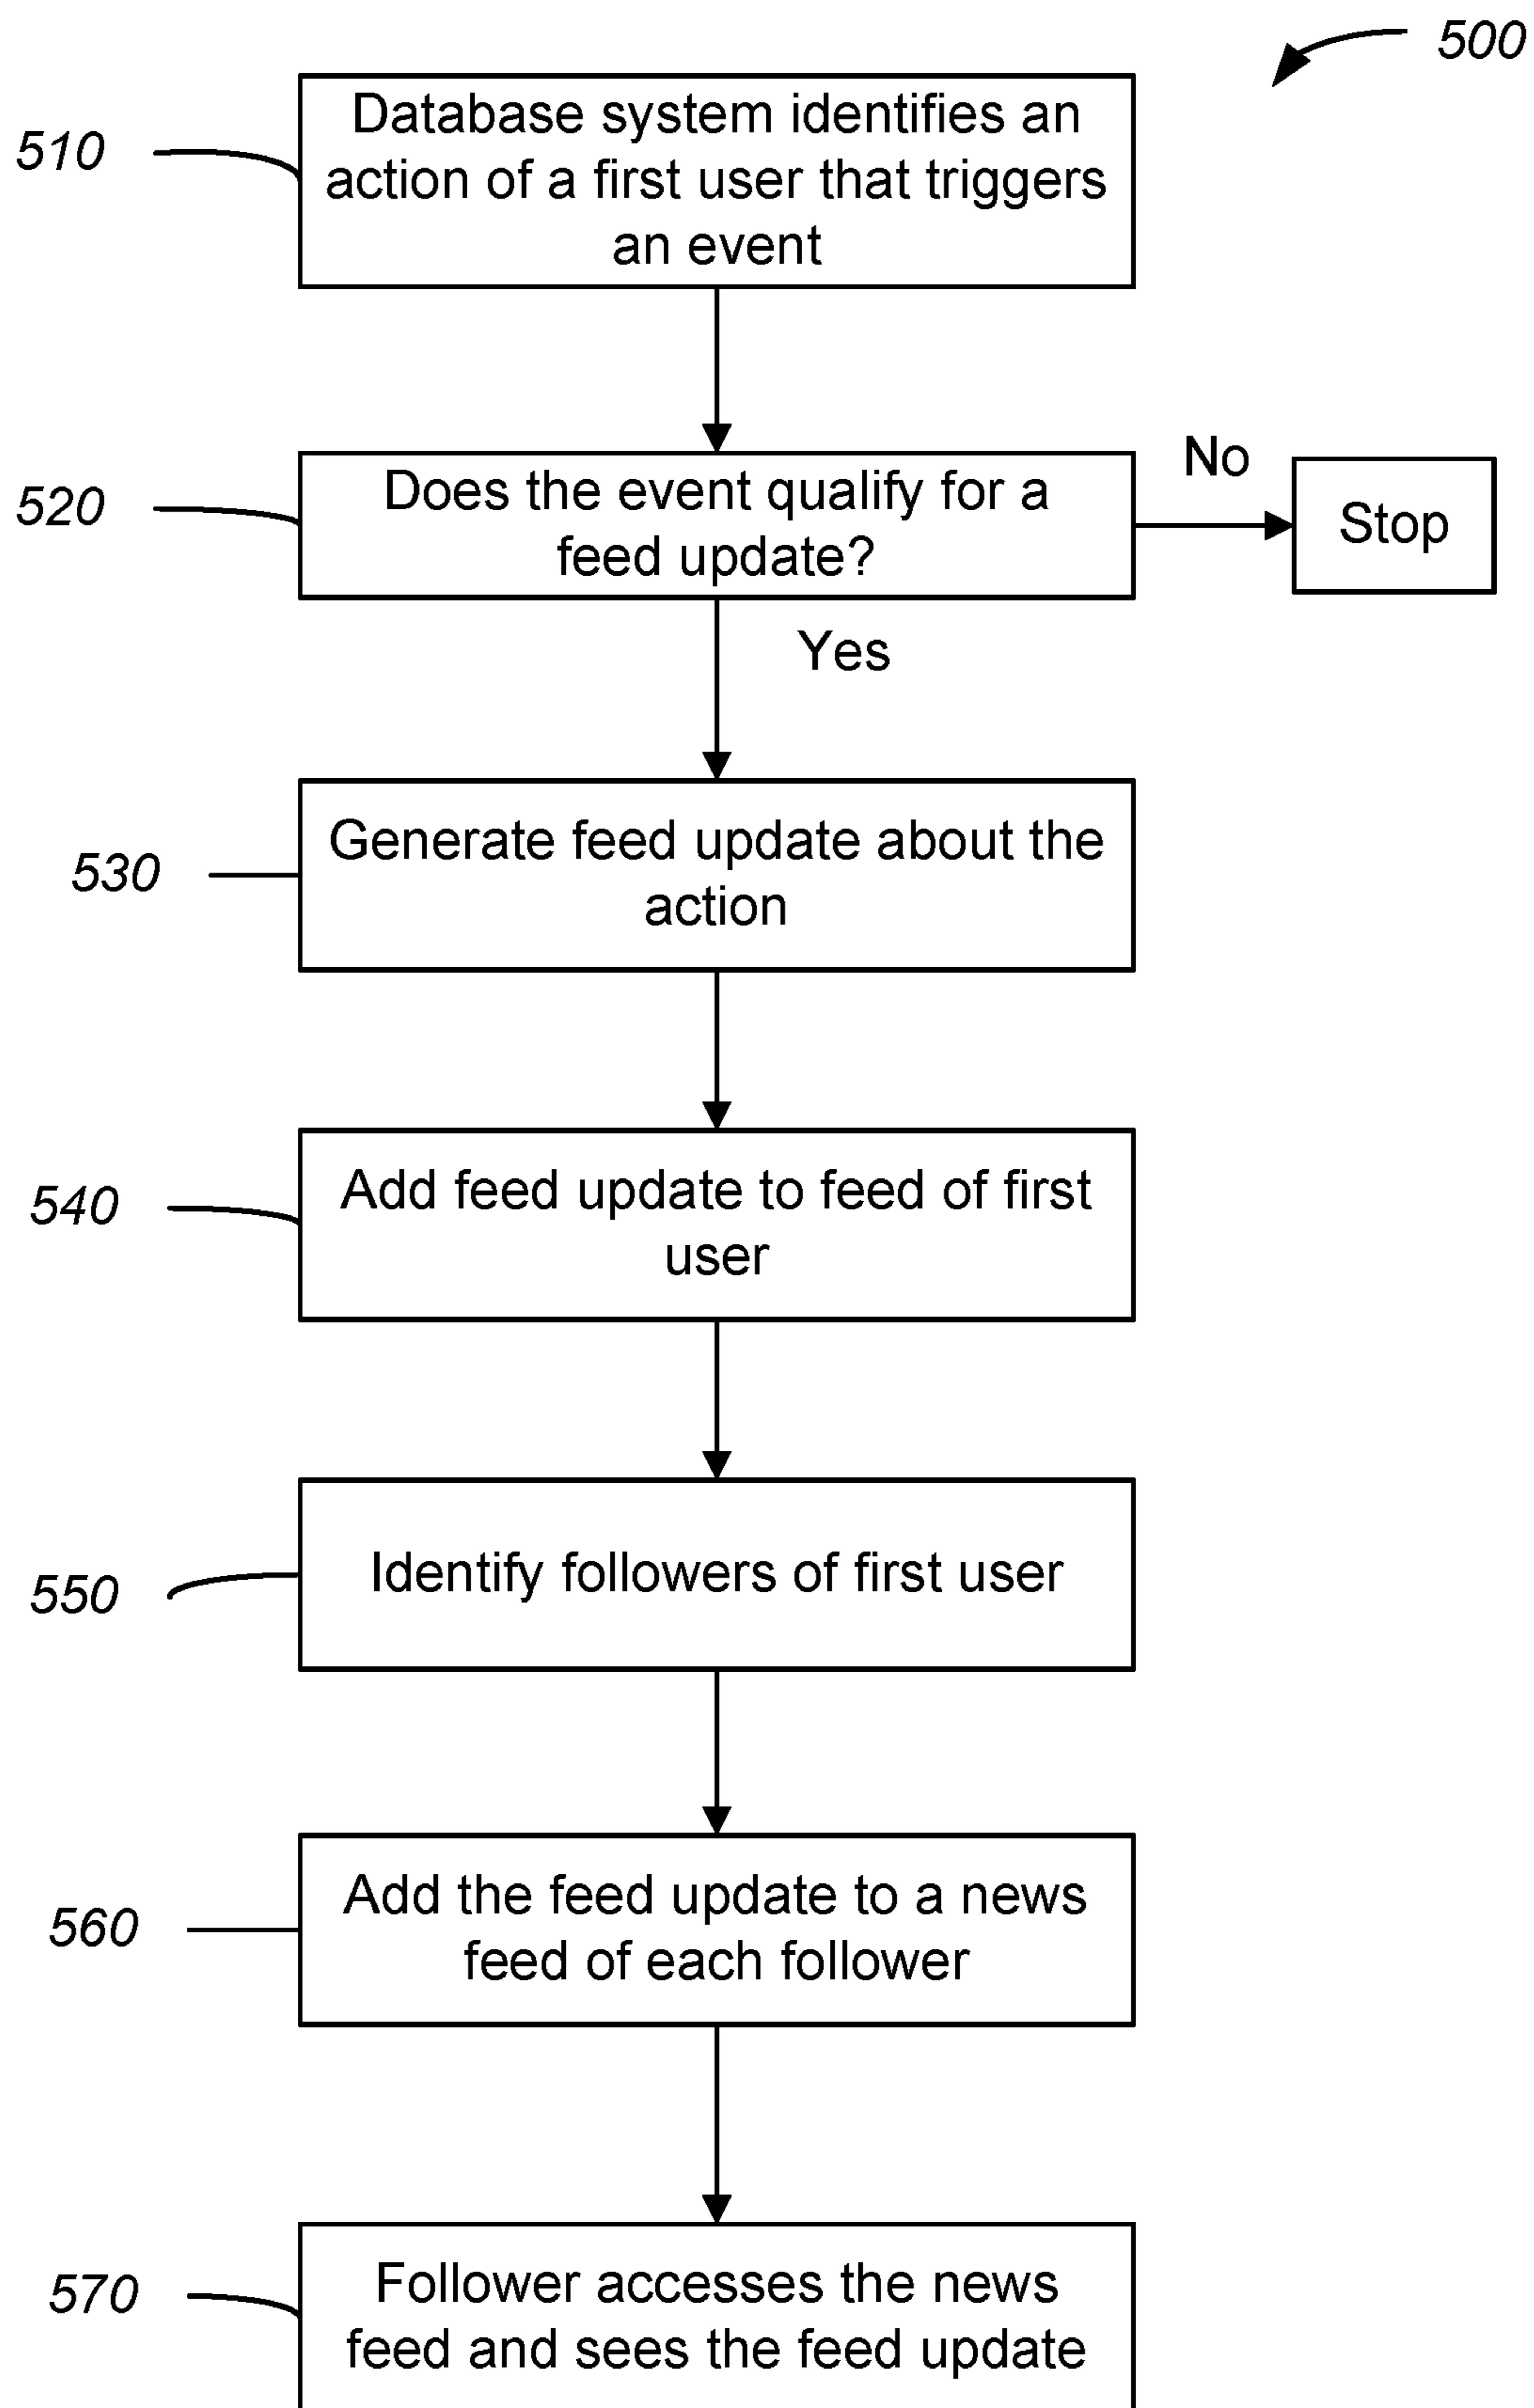 500
510
Database system identifies an
action of a first user that triggers
an event
520
Does the event qualify for a
feed update?
No
Stop
Yes
530
Generate feed update about the
action
540
Add feed update to feed of first
user
550
Identify followers of first user
560
Add the feed update to a news
feed of each follower
570
Follower accesses the news
feed and sees the feed update